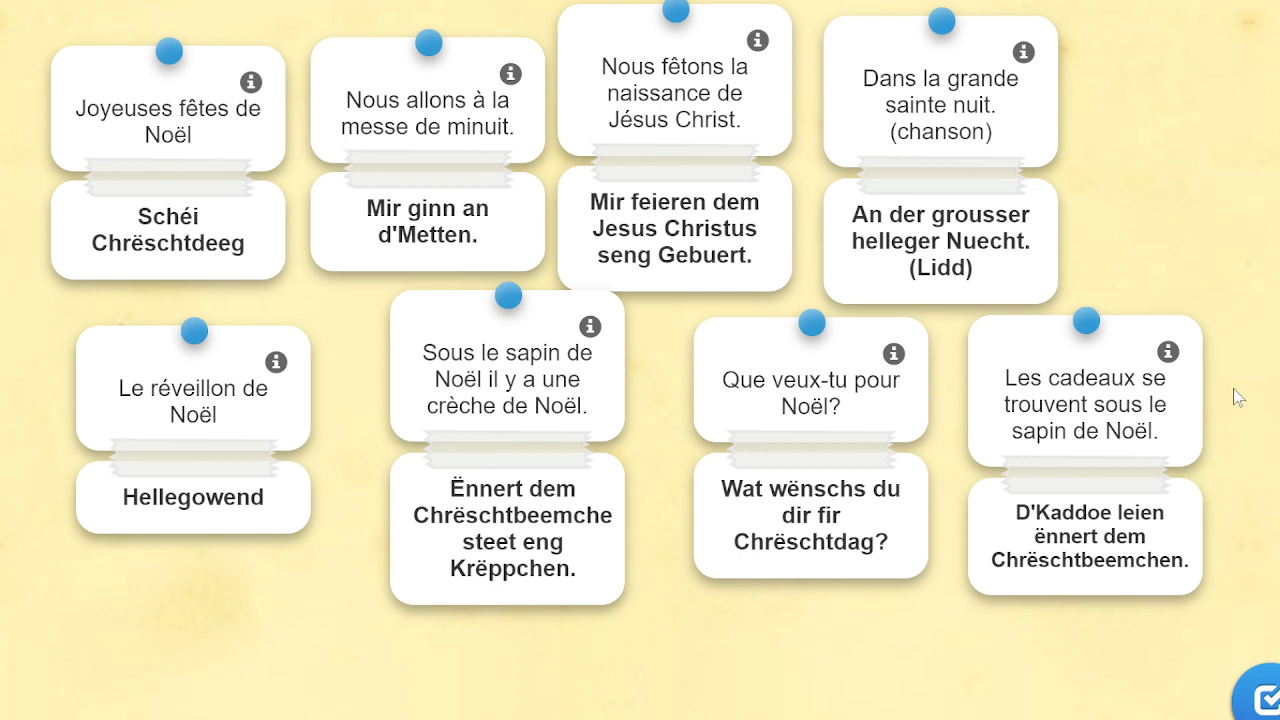 Joyeuses fêtes de
Noël
Schéi
Chrëschtdeeg
Nous allons à la
messe de minuit.
Mir ginn an
d'Metten.
Nous fêtons la
naissance de
Jésus Christ.
Mir feieren dem
Jesus Christus
seng Gebuert.
Dans la grande
sainte nuit.
(chanson)
An der grousser
helleger Nuecht.
(Lidd)
Le réveillon de
Noël
Hellegowend
Sous le sapin de
Noël il y a une
crèche de Noël.
Ënnert dem
Chrëschtbeemche
steet eng
Krëppchen.
Que veux-tu pour
Noël?
Wat wënschs du
dir fir
Chrëschtdag?
Les cadeaux se
trouvent sous le
sapin de Noël.
D'Kaddoe leien
ënnert dem
Chrëschtbeemchen.